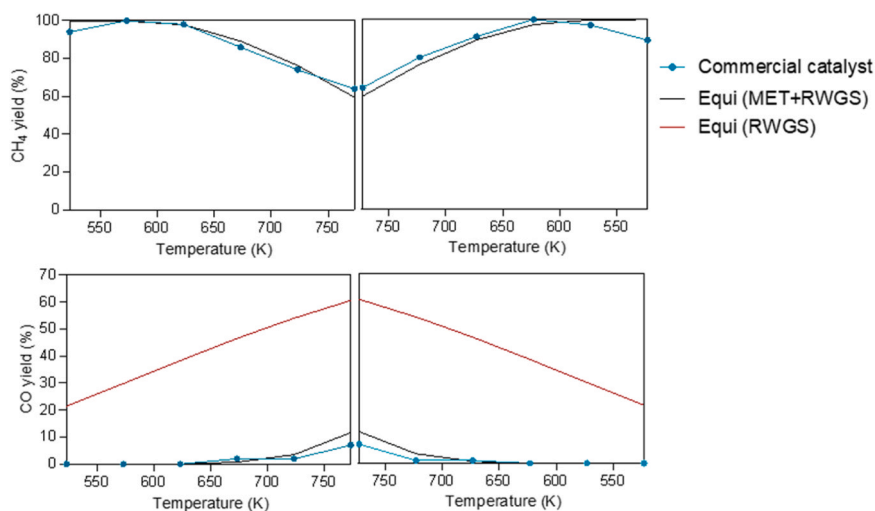 100
80
60
40
20
0
CH4 yield (%)
550 600 650 700 750
Temperature (K)
750 700 650 600 550
Temperature (K)
Commercial catalyst
Equi (MET+RWGS)
Equi (RWGS)
70
60
50
40
30
20
10
0
CO yield (%)
550 600 650 700 750
Temperature (K)
750 700 650 600 550
Temperature (K)